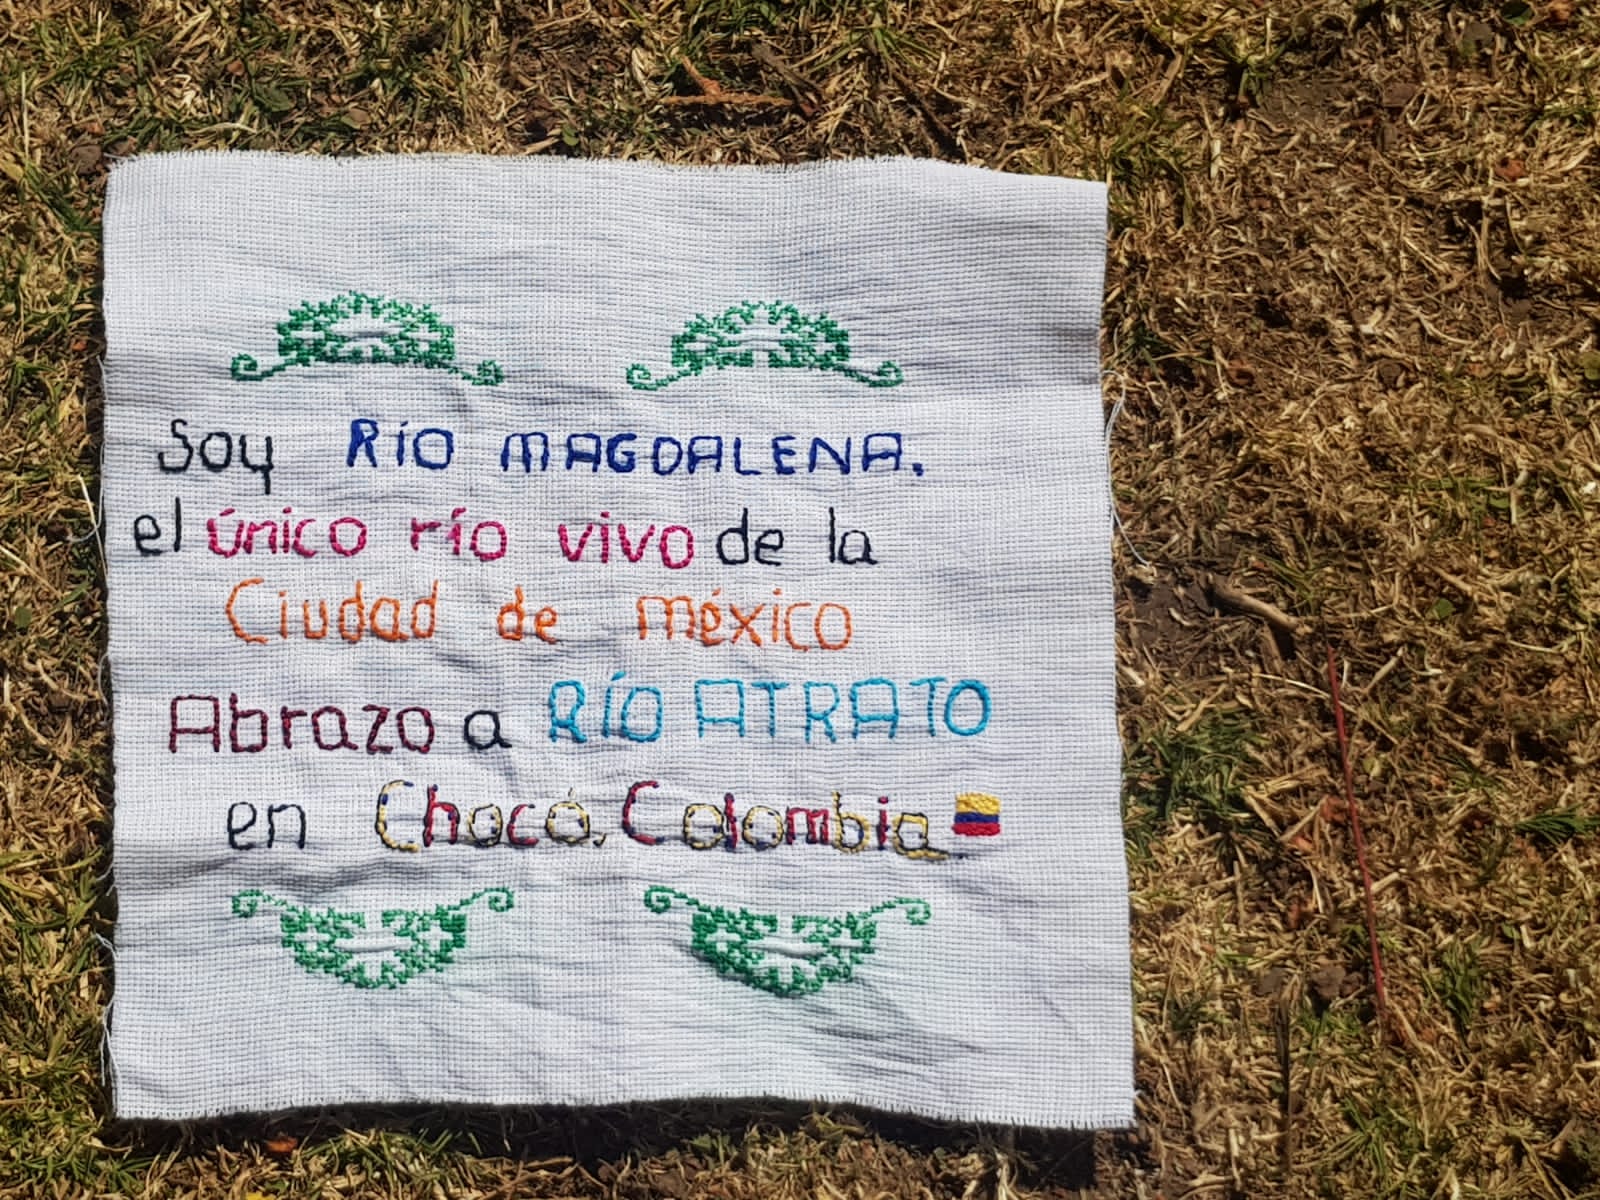 Soy RÍO MAGDALENA.
el único río vivo de la
Ciudad de méxico
Abrazo a RÍO ATRATO
en Chocó, Colombia.